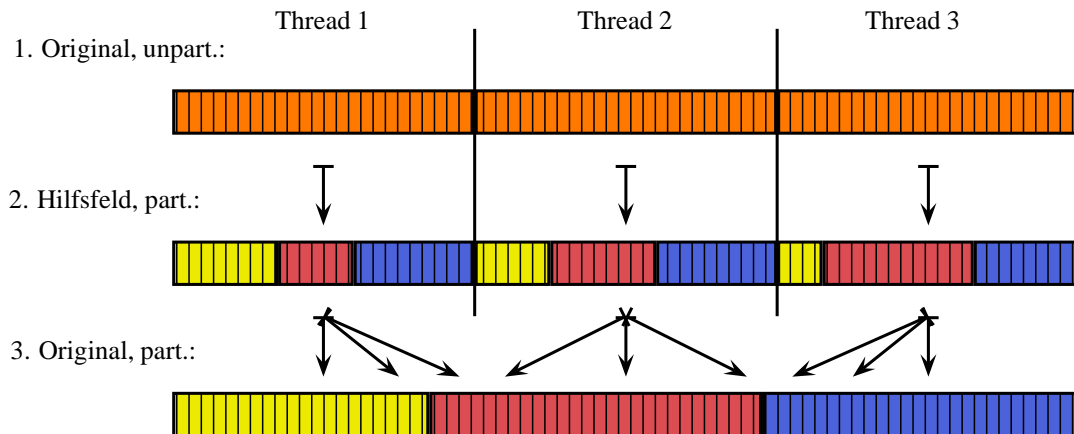 Thread 1 Thread 2 Thread 3
1. Original, unpart.:
2. Hilfsfeld, part.:
3. Original, part.: